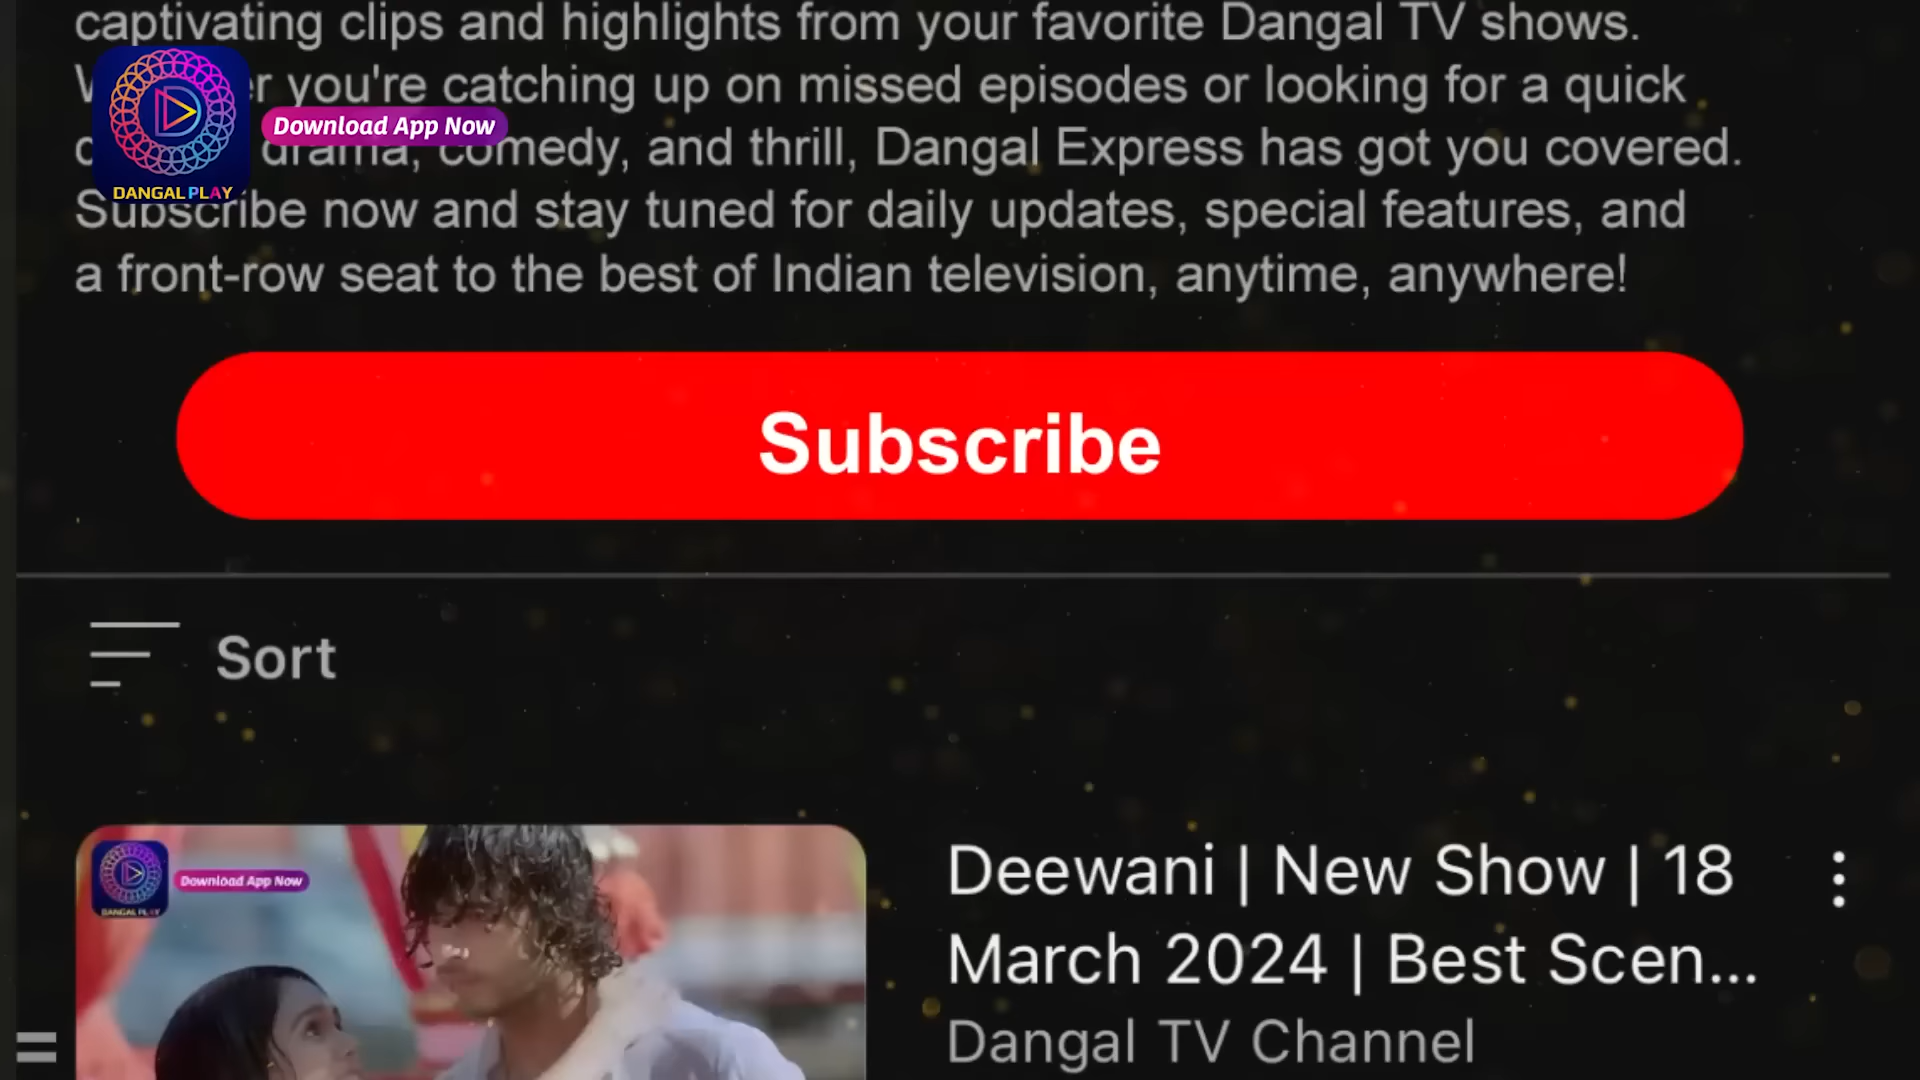 captivating clips and highlights from your favorite Dangal TV shows.
you're catching up on missed episodes or looking for a quick
drama, comedy, and thrill, Dangal Express has got you covered.
Subscribe now and stay tuned for daily updates, special features, and
a front-row seat to the best of Indian television, anytime, anywhere!
Download App Now
DANGAL PLAY
Subscribe
Sort
Download App Now
DANGAL PLAY
Deewani | New Show | 18
March 2024 | Best Scen...
Dangal TV Channel